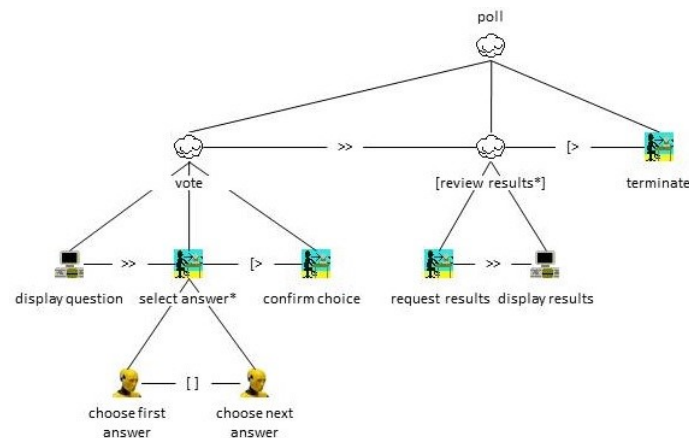 poll
>> [>
vote [review results*] terminate
>> [> >>
display question select answer* confirm choice request results display results
[ ]
choose first choose next
answer answer